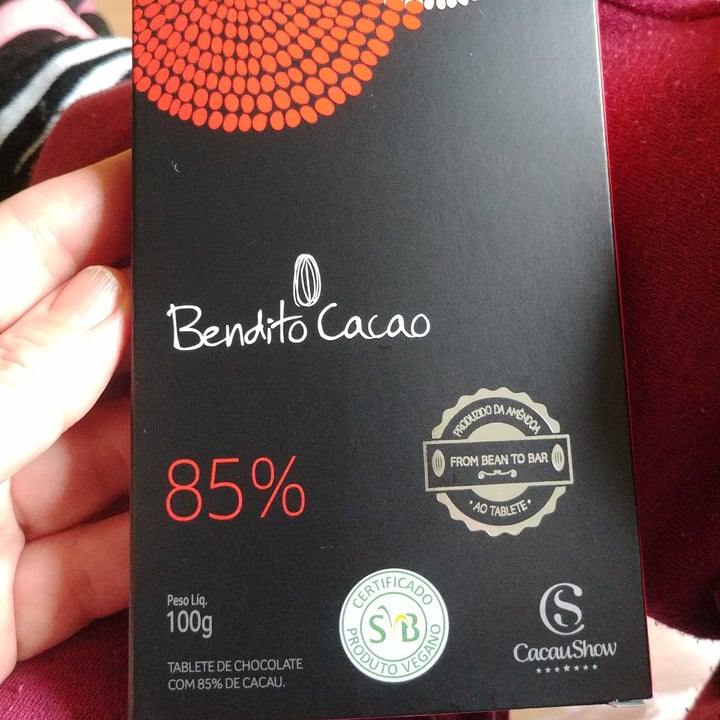 Bendito Cacao
PRODUZIDO DA AMÊNDOA
FROM BEAN TO BAR
• AO TABLETE •
85%
Peso Líq.
100g
TABLETE DE CHOCOLATE
COM 85% DE CACAU.
CERTIFICADO
SVB
PRODUTO VEGANO
CS
CacauShow